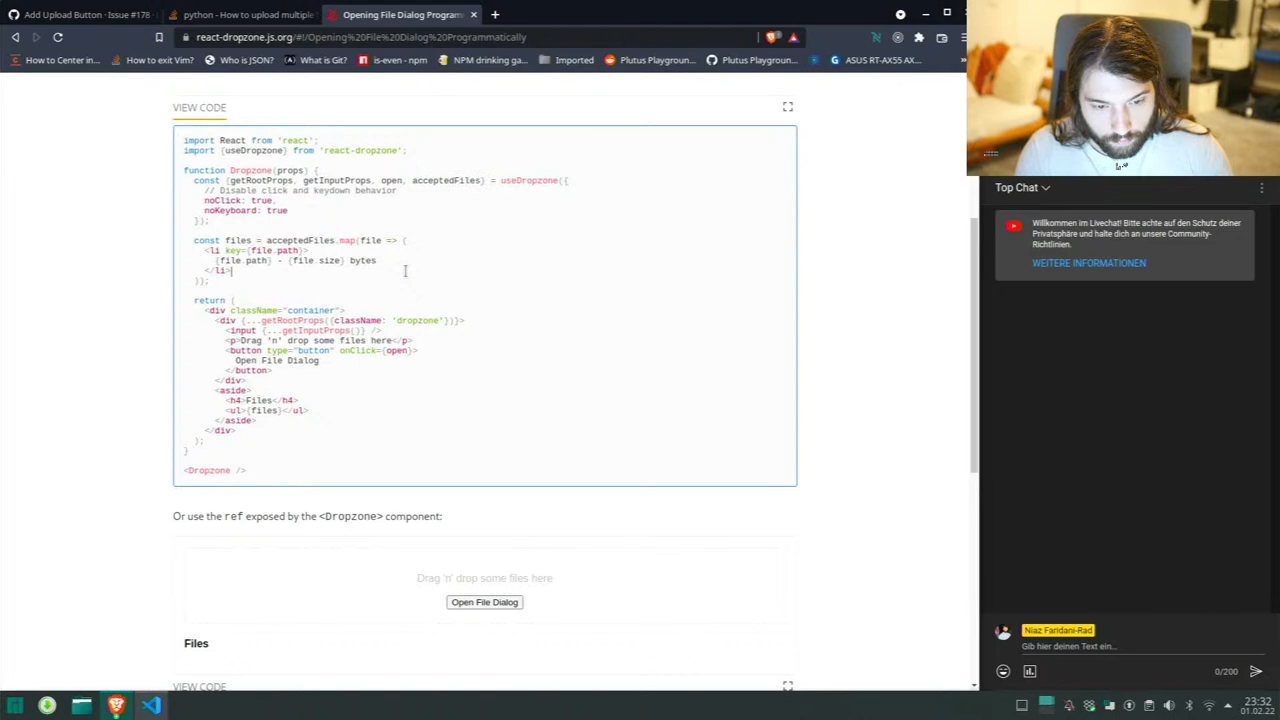 Add Upload Button · Issue #178
python - How to upload multiple
Opening File Dialog Program
react-dropzone.js.org/#!/Opening%20File%20Dialog%20Programmatically
How to Center in...
How to exit Vim?
Who is JSON?
What is Git?
is-even - npm
NPM drinking ga...
Imported
Plutus Playgroun...
Plutus Playgroun...
ASUS RT-AX55 AX...
VIEW CODE
import React from 'react';
import {useDropzone} from 'react-dropzone';
function Dropzone(props) {
const {getRootProps, getInputProps, open, acceptedFiles} = useDropzone({
// Disable click and keydown behavior
noClick: true,
noKeyboard: true
});
const files = acceptedFiles.map(file => (
<li key={file.path}>
{file.path} - {file.size} bytes
</li>
));
return (
<div className="container">
<div {...getRootProps({className: 'dropzone'})}>
<input {...getInputProps()} />
<p>Drag 'n' drop some files here</p>
<button type="button" onClick={open}>
Open File Dialog
</button>
</div>
<aside>
<h4>Files</h4>
<ul>{files}</ul>
</aside>
</div>
);
}
<Dropzone />
Or use the ref exposed by the <Dropzone> component:
Drag 'n' drop some files here
Open File Dialog
Files
VIEW CODE
Top Chat
Willkommen im Livechat! Bitte achte auf den Schutz deiner
Privatsphäre und halte dich an unsere Community-
Richtlinien.
WEITERE INFORMATIONEN
Niaz Faridani-Rad
Gib hier deinen Text ein...
0/200
23:32
01.02.22